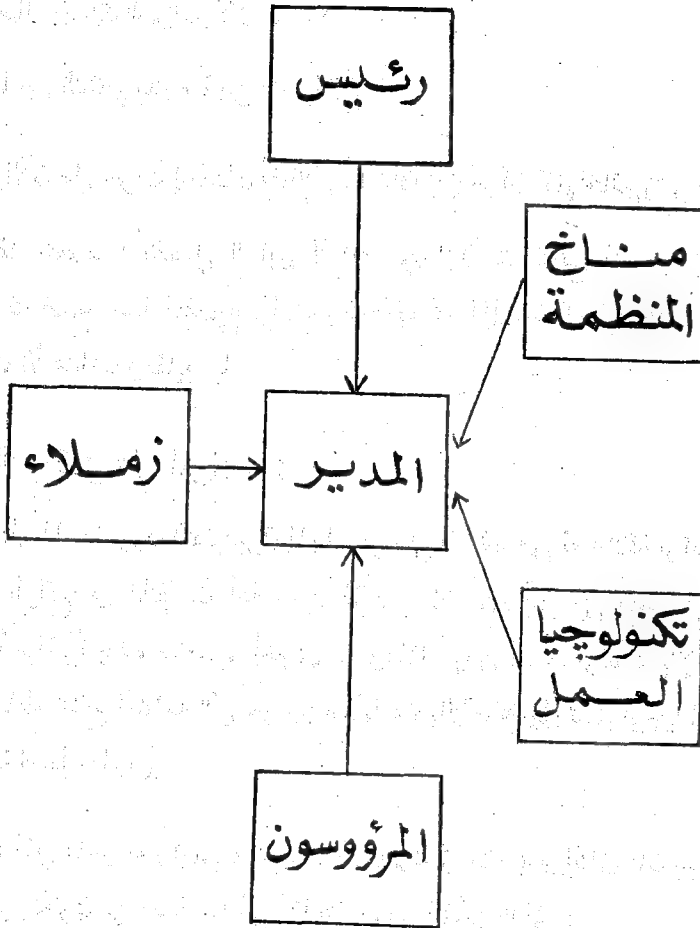 رئيس
مناخ
المنظمة
المدير
زملاء
تكنولوجيا
العمل
المرؤوسون